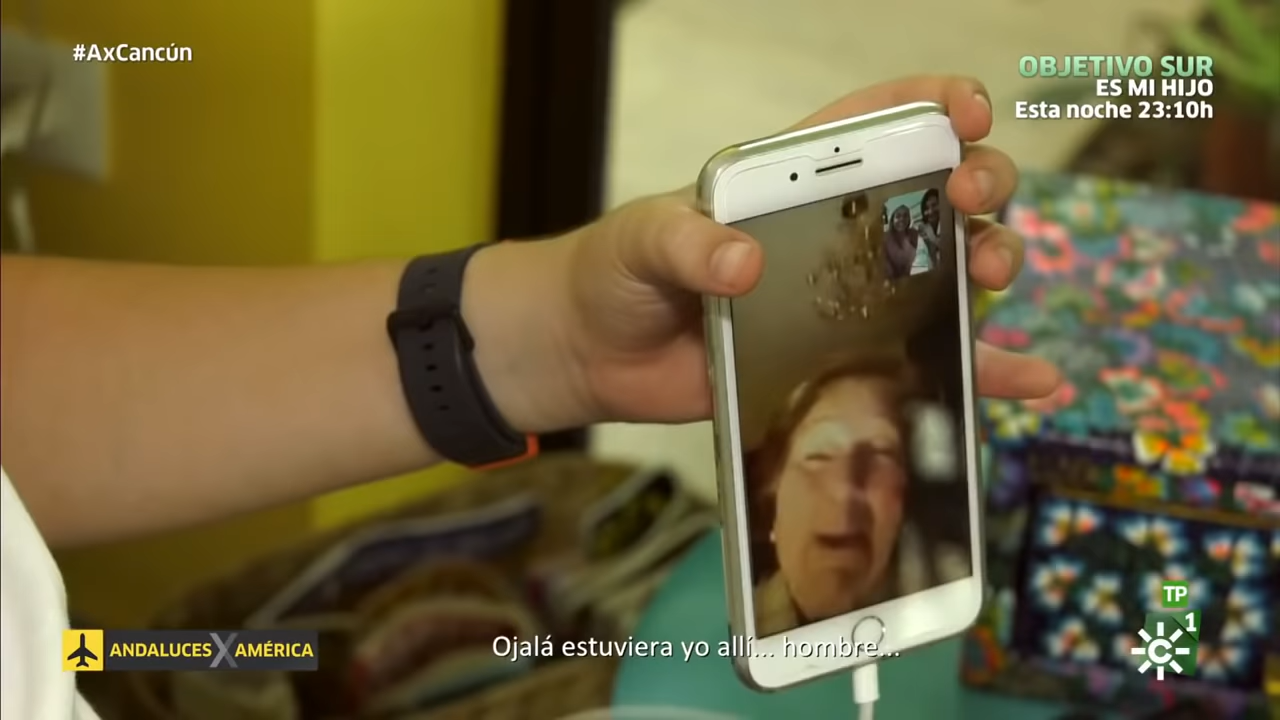 #AxCancún
OBJETIVO SUR
ES MI HIJO
Esta noche 23:10h
TP
1
ANDALUCES X AMÉRICA
Ojalá estuviera yo allí... hombre...